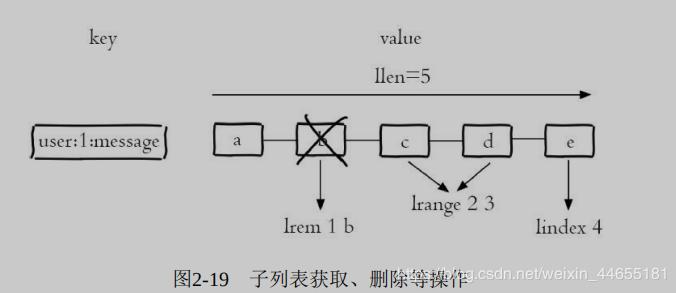 key
value
llen=5
user:1:message
a
b
c
d
e
lrem 1 b
lrange 2 3
lindex 4
图2-19 子列表获取、删除等操作
https://blog.csdn.net/weixin_44655181